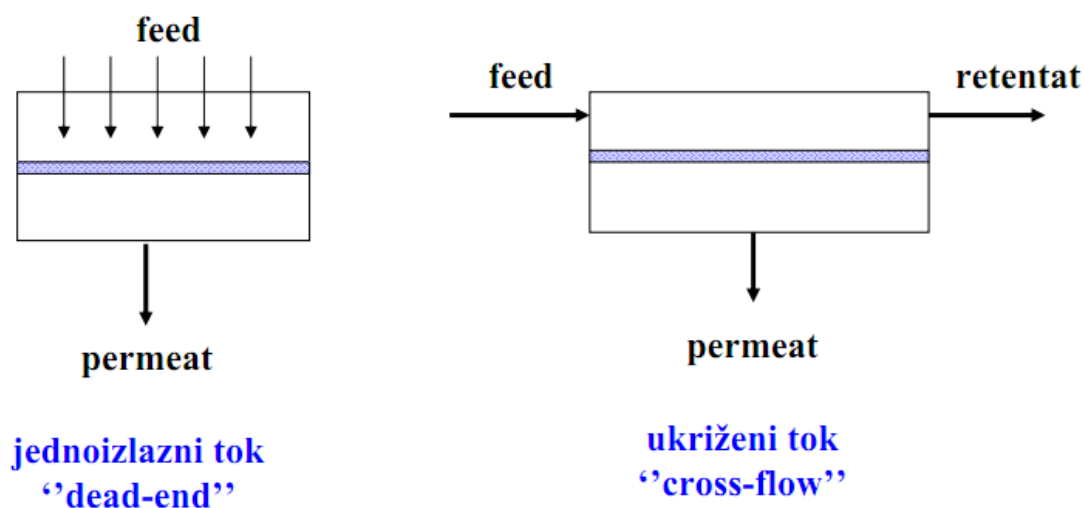 feed
permeat
jednoizlazni tok
‘’dead-end’’
feed
retentat
permeat
ukriženi tok
‘’cross-flow’’